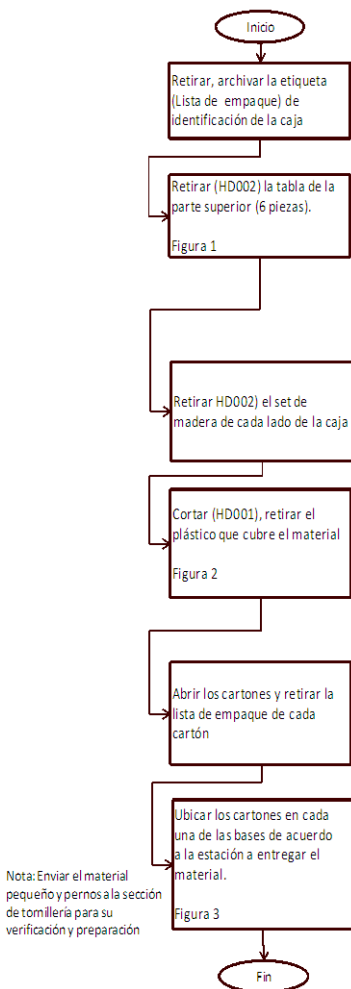 Inicio
Retirar, archivar la etiqueta
(Lista de empaque) de
identificación de la caja
Retirar (HD002) la tabla de la
parte superior (6 piezas).
Figura 1
Retirar HD002) el set de
madera de cada lado de la caja
Cortar (HD001), retirar el
plástico que cubre el material
Figura 2
Abrir los cartones y retirar la
lista de empaque de cada
cartón
Ubicar los cartones en cada
una de las bases de acuerdo
a la estación a entregar el
material.
Figura 3
Nota: Enviar el material
pequeño y pernos a la sección
de tornillería para su
verificación y preparación
Fin